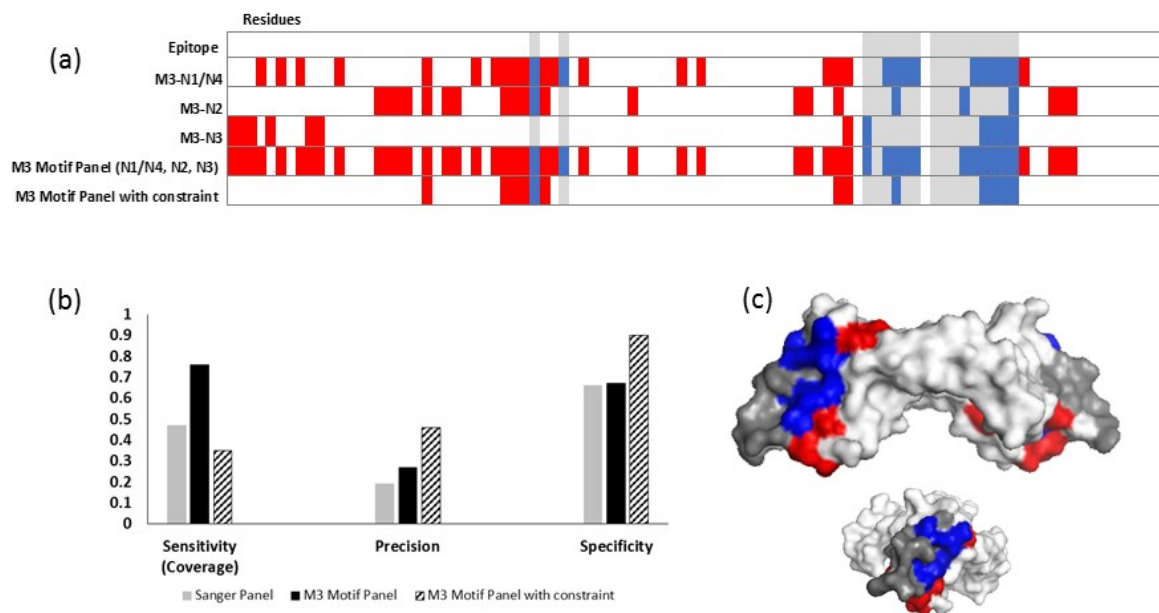 Residues
(a)
Epitope
M3-N1/N4
M3-N2
M3-N3
M3 Motif Panel (N1/N4, N2, N3)
M3 Motif Panel with constraint
(b)
1
0.9
0.8
0.7
0.6
0.5
0.4
0.3
0.2
0.1
0
Sensitivity
(Coverage)
Precision
Specificity
Sanger Panel M3 Motif Panel M3 Motif Panel with constraint
(c)